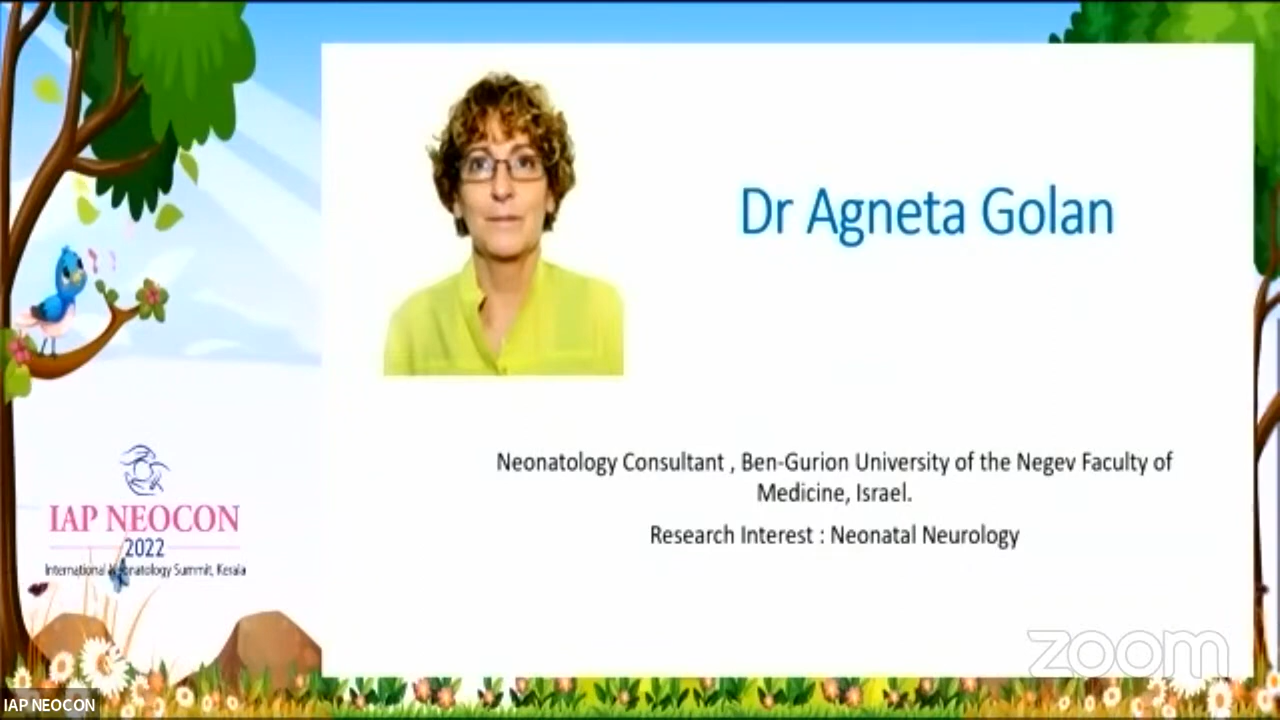 Dr Agneta Golan
Neonatology Consultant , Ben-Gurion University of the Negev Faculty of
Medicine, Israel.
Research Interest : Neonatal Neurology
IAP NEOCON
2022
International Neonatology Summit, Kerala
zoom
IAP NEOCON